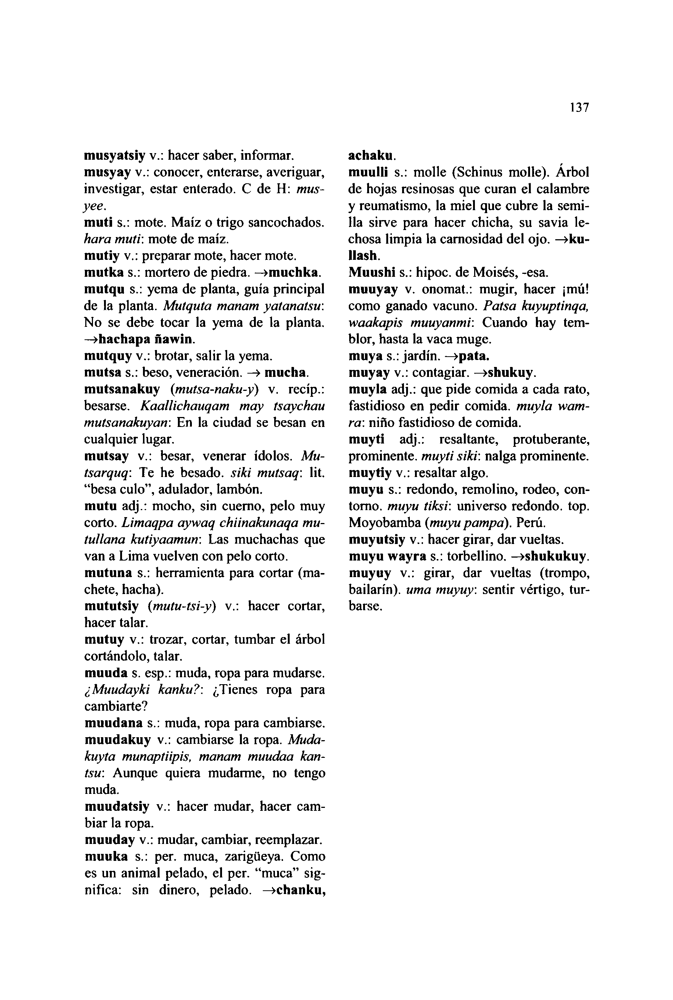 137
musyatsiy v.: hacer saber, informar.
musyay v.: conocer, enterarse, averiguar,
investigar, estar enterado. C de H: mus-
yee.
muti s.: mote. Maíz o trigo sancochados.
hara muti: mote de maíz.
mutiy v.: preparar mote, hacer mote.
mutka s.: mortero de piedra. →muchka.
mutqu s.: yema de planta, guía principal
de la planta. Mutquta manam yatanatsu:
No se debe tocar la yema de la planta.
→hachapa ñawin.
mutquy v.: brotar, salir la yema.
mutsa s.: beso, veneración. → mucha.
mutsanakuy (mutsa-naku-y) v. recíp.:
besarse. Kaallichauqam may tsaychau
mutsanakuyan: En la ciudad se besan en
cualquier lugar.
mutsay v.: besar, venerar ídolos. Mu-
tsarquq: Te he besado. siki mutsaq: lit.
“besa culo”, adulador, lambón.
mutu adj.: mocho, sin cuerno, pelo muy
corto. Limaqpa aywaq chiinakunaqa mu-
tullana kutiyaamun: Las muchachas que
van a Lima vuelven con pelo corto.
mutuna s.: herramienta para cortar (ma-
chete, hacha).
mututsiy (mutu-tsi-y) v.: hacer cortar,
hacer talar.
mutuy v.: trozar, cortar, tumbar el árbol
cortándolo, talar.
muuda s. esp.: muda, ropa para mudarse.
¿Muudayki kanku?: ¿Tienes ropa para
cambiarte?
muudana s.: muda, ropa para cambiarse.
muudakuy v.: cambiarse la ropa. Muda-
kuyta munaptiipis, manam muudaa kan-
tsu: Aunque quiera mudarme, no tengo
muda.
muudatsiy v.: hacer mudar, hacer cam-
biar la ropa.
muuday v.: mudar, cambiar, reemplazar.
muuka s.: per. muca, zarigüeya. Como
es un animal pelado, el per. “muca” sig-
nifica: sin dinero, pelado. →chanku,
achaku.
muulli s.: molle (Schinus molle). Árbol
de hojas resinosas que curan el calambre
y reumatismo, la miel que cubre la semi-
lla sirve para hacer chicha, su savia le-
chosa limpia la carnosidad del ojo. →ku-
llash.
Muushi s.: hipoc. de Moisés, -esa.
muuyay v. onomat.: mugir, hacer ¡mú!
como ganado vacuno. Patsa kuyuptinqa,
waakapis muuyanmi: Cuando hay tem-
blor, hasta la vaca muge.
muya s.: jardín. →pata.
muyay v.: contagiar. →shukuy.
muyla adj.: que pide comida a cada rato,
fastidioso en pedir comida. muyla wam-
ra: niño fastidioso de comida.
muyti adj.: resaltante, protuberante,
prominente. muyti siki: nalga prominente.
muytiy v.: resaltar algo.
muyu s.: redondo, remolino, rodeo, con-
torno. muyu tiksi: universo redondo. top.
Moyobamba (muyu pampa). Perú.
muyutsiy v.: hacer girar, dar vueltas.
muyu wayra s.: torbellino. →shukukuy.
muyuy v.: girar, dar vueltas (trompo,
bailarín). uma muyuy: sentir vértigo, tur-
barse.